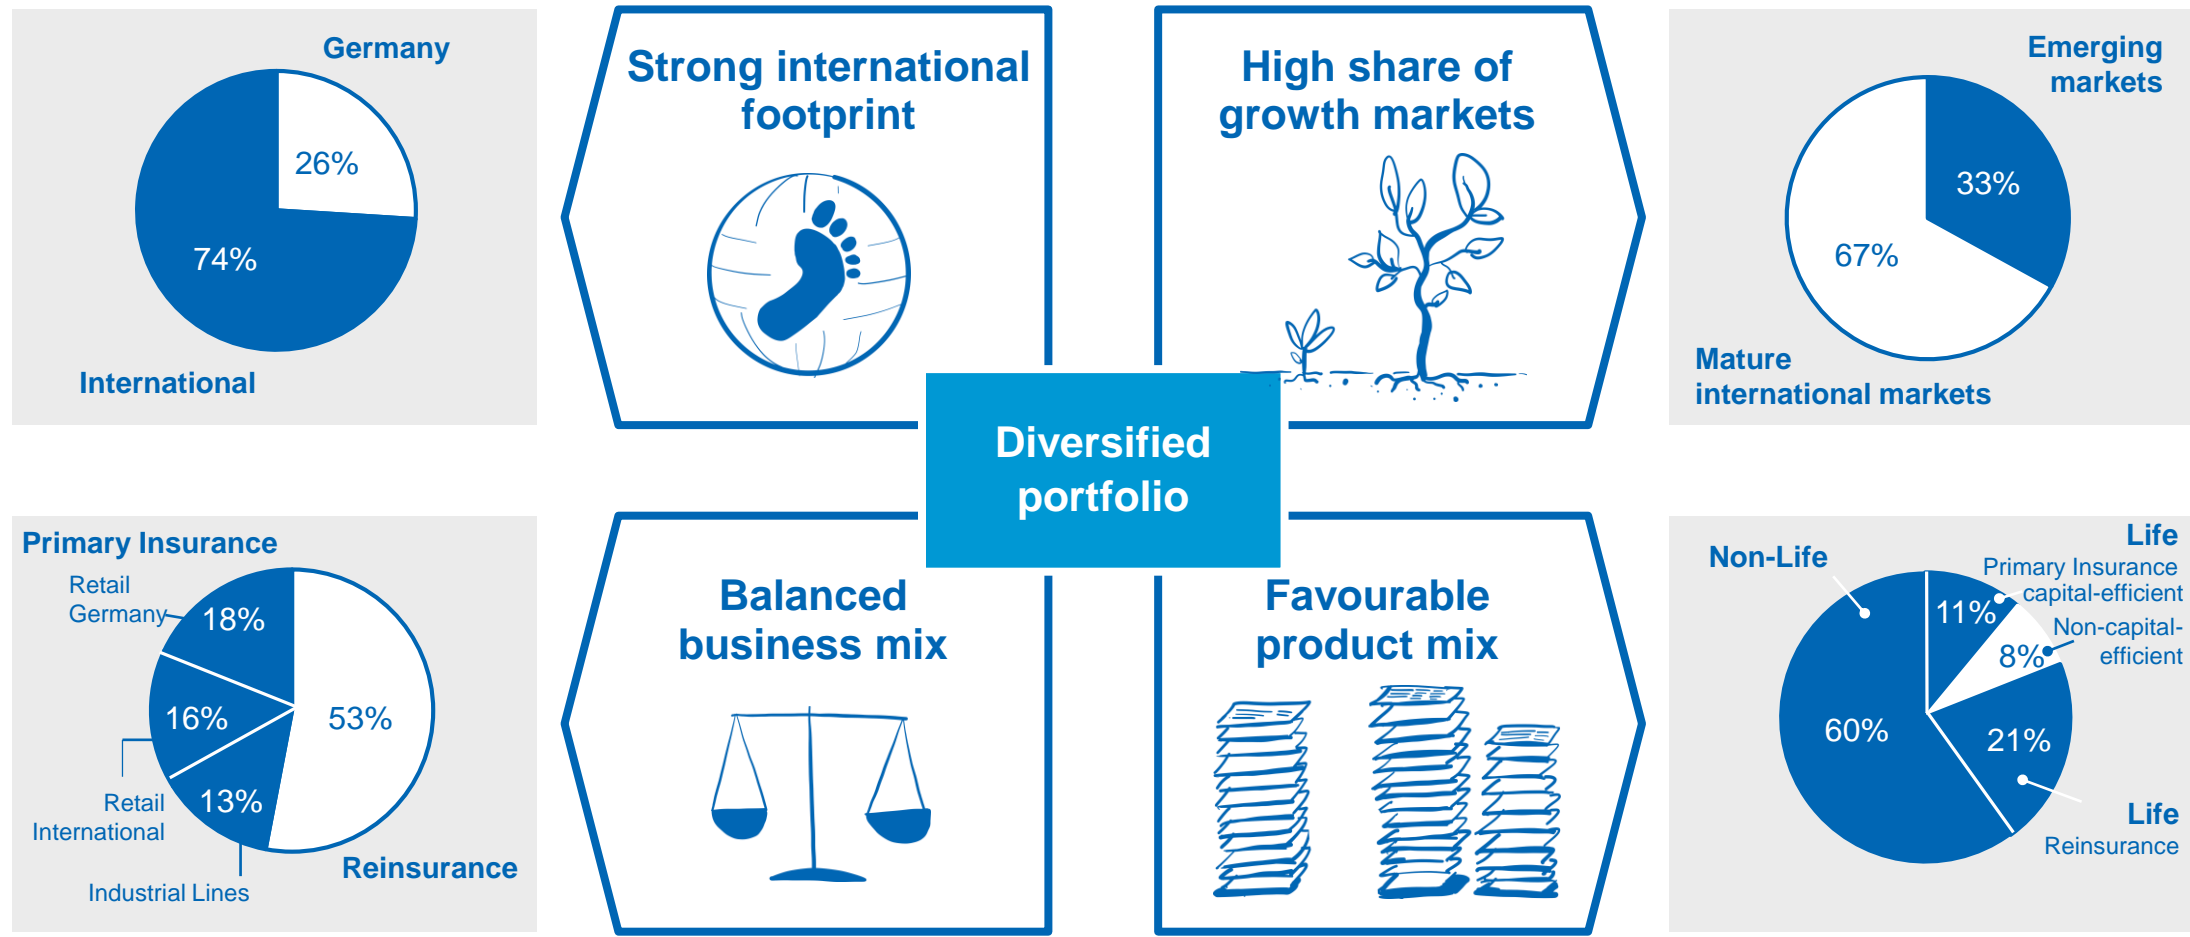 Germany
26%
74%
International
Strong international
footprint
High share of
growth markets
Emerging
markets
33%
67%
Mature
international markets
Diversified
portfolio
Primary Insurance
Retail
Germany
18%
16%
53%
13%
Retail
International
Industrial Lines
Reinsurance
Balanced
business mix
Favourable
product mix
Non-Life
Life
Primary Insurance
capital-efficient
11%
Non-capital-
efficient
8%
60%
21%
Life
Reinsurance